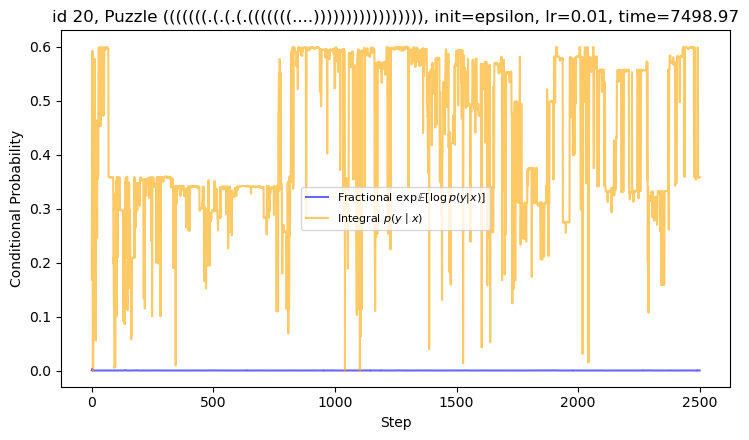 id 20, Puzzle (((((((.(.(.(.(((((((....))))))))))))))))), init=epsilon, lr=0.01, time=7498.97
Conditional Probability
0.6
0.5
0.4
0.3
0.2
0.1
0.0
Fractional exp𝔼[log p(y|x)]
Integral p(y | x)
0 500 1000 1500 2000 2500
Step